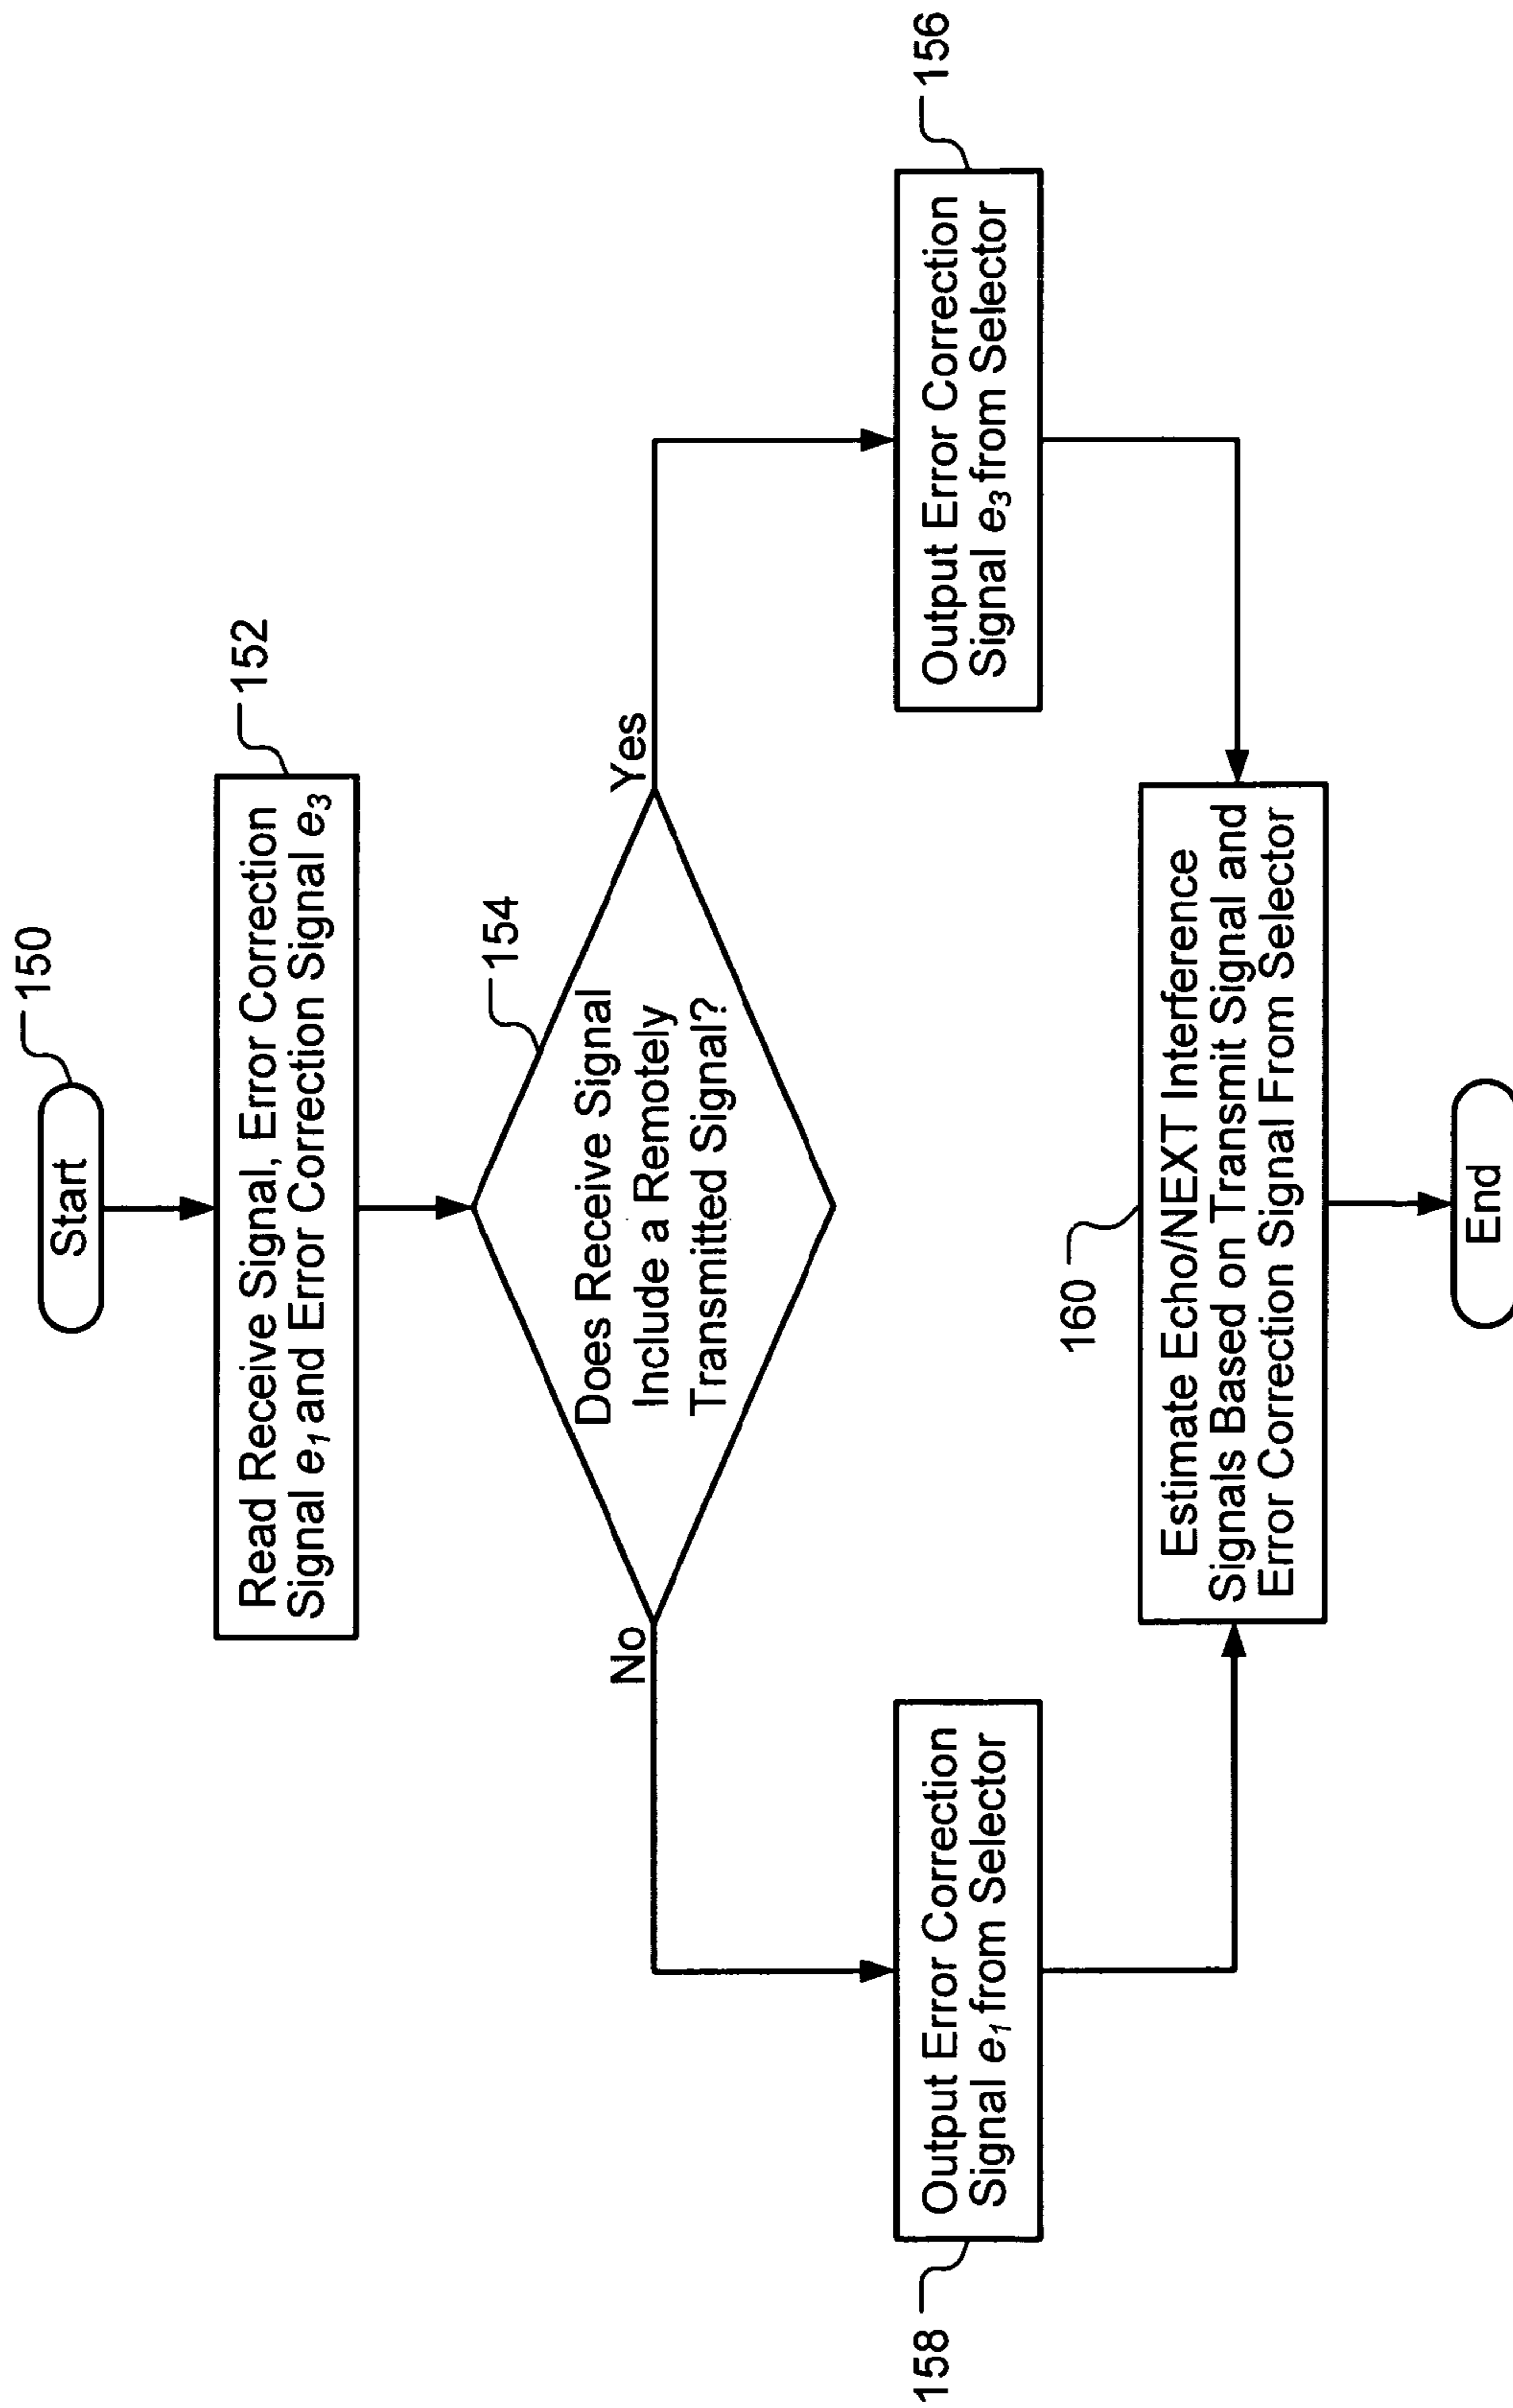 150
Start
152
Read Receive Signal, Error Correction
Signal e1 and Error Correction Signal e3
154
Does Receive Signal
Include a Remotely
Transmitted Signal?
No
Yes
158
Output Error Correction
Signal e1 from Selector
Output Error Correction
Signal e3 from Selector
156
160
Estimate Echo/NEXT Interference
Signals Based on Transmit Signal and
Error Correction Signal From Selector
End